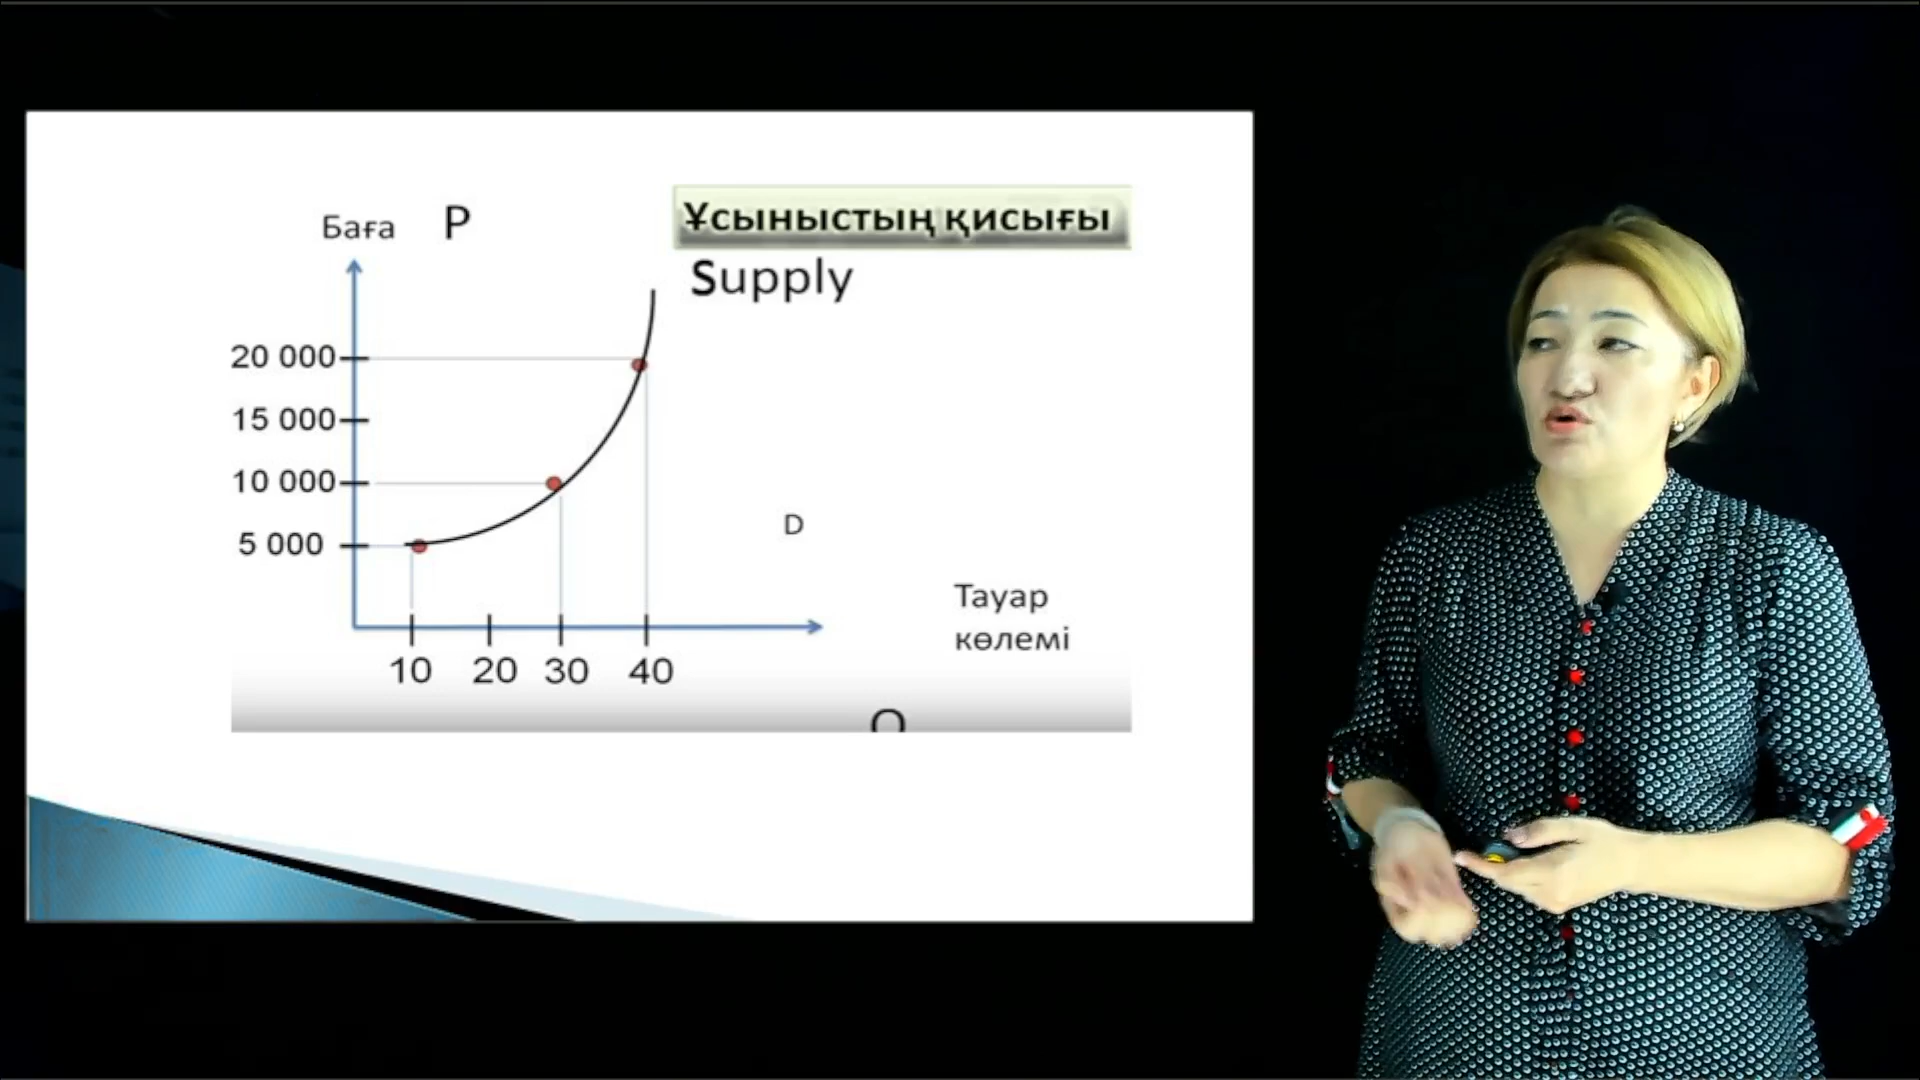 Ұсыныстың қисығы
Баға P
Supply
20 000
15 000
10 000
5 000
D
Тауар
көлемі
10 20 30 40
Q